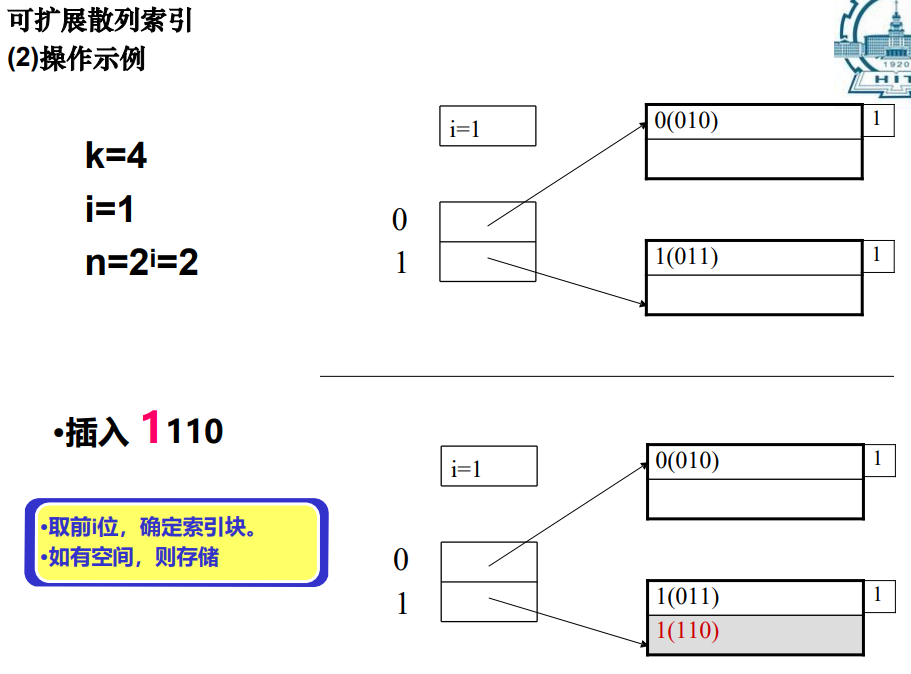 可扩展散列索引
(2)操作示例
1920
HIT
k=4
i=1
n=2ⁱ=2
i=1
0
1
0(010)
1
1(011)
1
•插入 1110
•取前i位，确定索引块。
•如有空间，则存储
i=1
0
1
0(010)
1
1(011)
1(110)
1